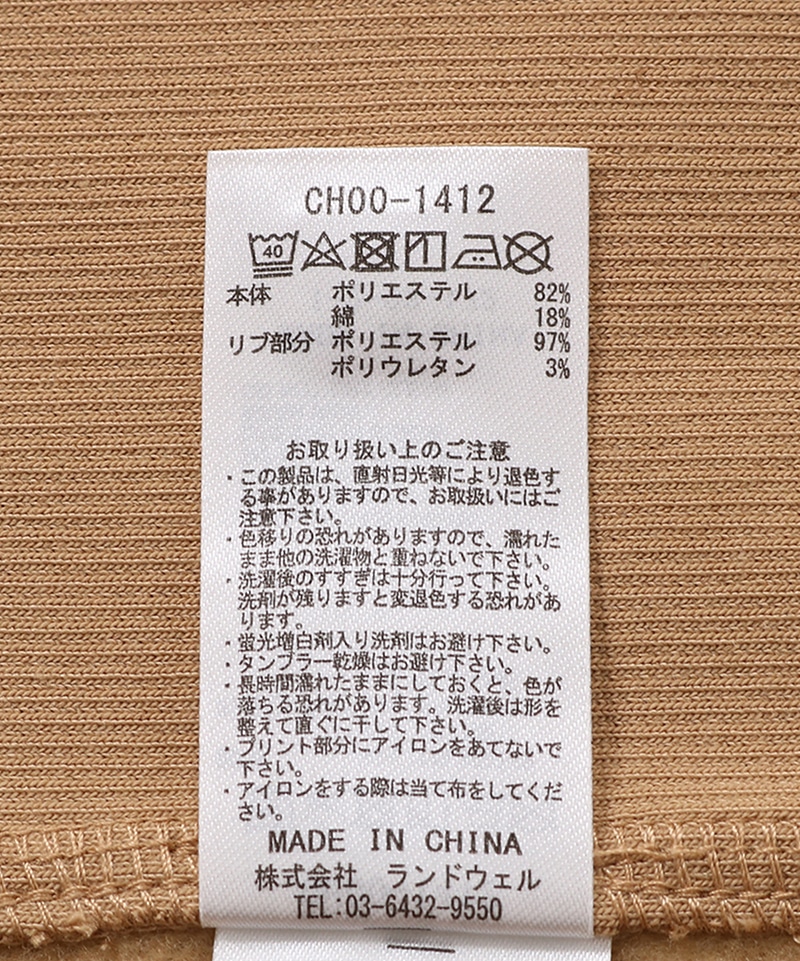 CH00-1412
40
本体 ポリエステル 82%
綿 18%
リブ部分 ポリエステル 97%
ポリウレタン 3%
お取り扱い上のご注意
・この製品は、直射日光等により退色す
る事がありますので、お取扱いにはご
注意下さい。
・色移りの恐れがありますので、濡れた
まま他の洗濯物と重ねないで下さい。
・洗濯後のすすぎは十分行って下さい。
洗剤が残りますと変退色する恐れがあ
ります。
・蛍光増白剤入り洗剤はお避け下さい。
・タンブラー乾燥はお避け下さい。
・長時間濡れたままにしておくと、色が
落ちる恐れがあります。洗濯後は形を
整えて直ぐに干して下さい。
・プリント部分にアイロンをあてないで
下さい。
・アイロンをする際は当て布をしてくだ
さい。
MADE IN CHINA
株式会社 ランドウェル
TEL:03-6432-9550